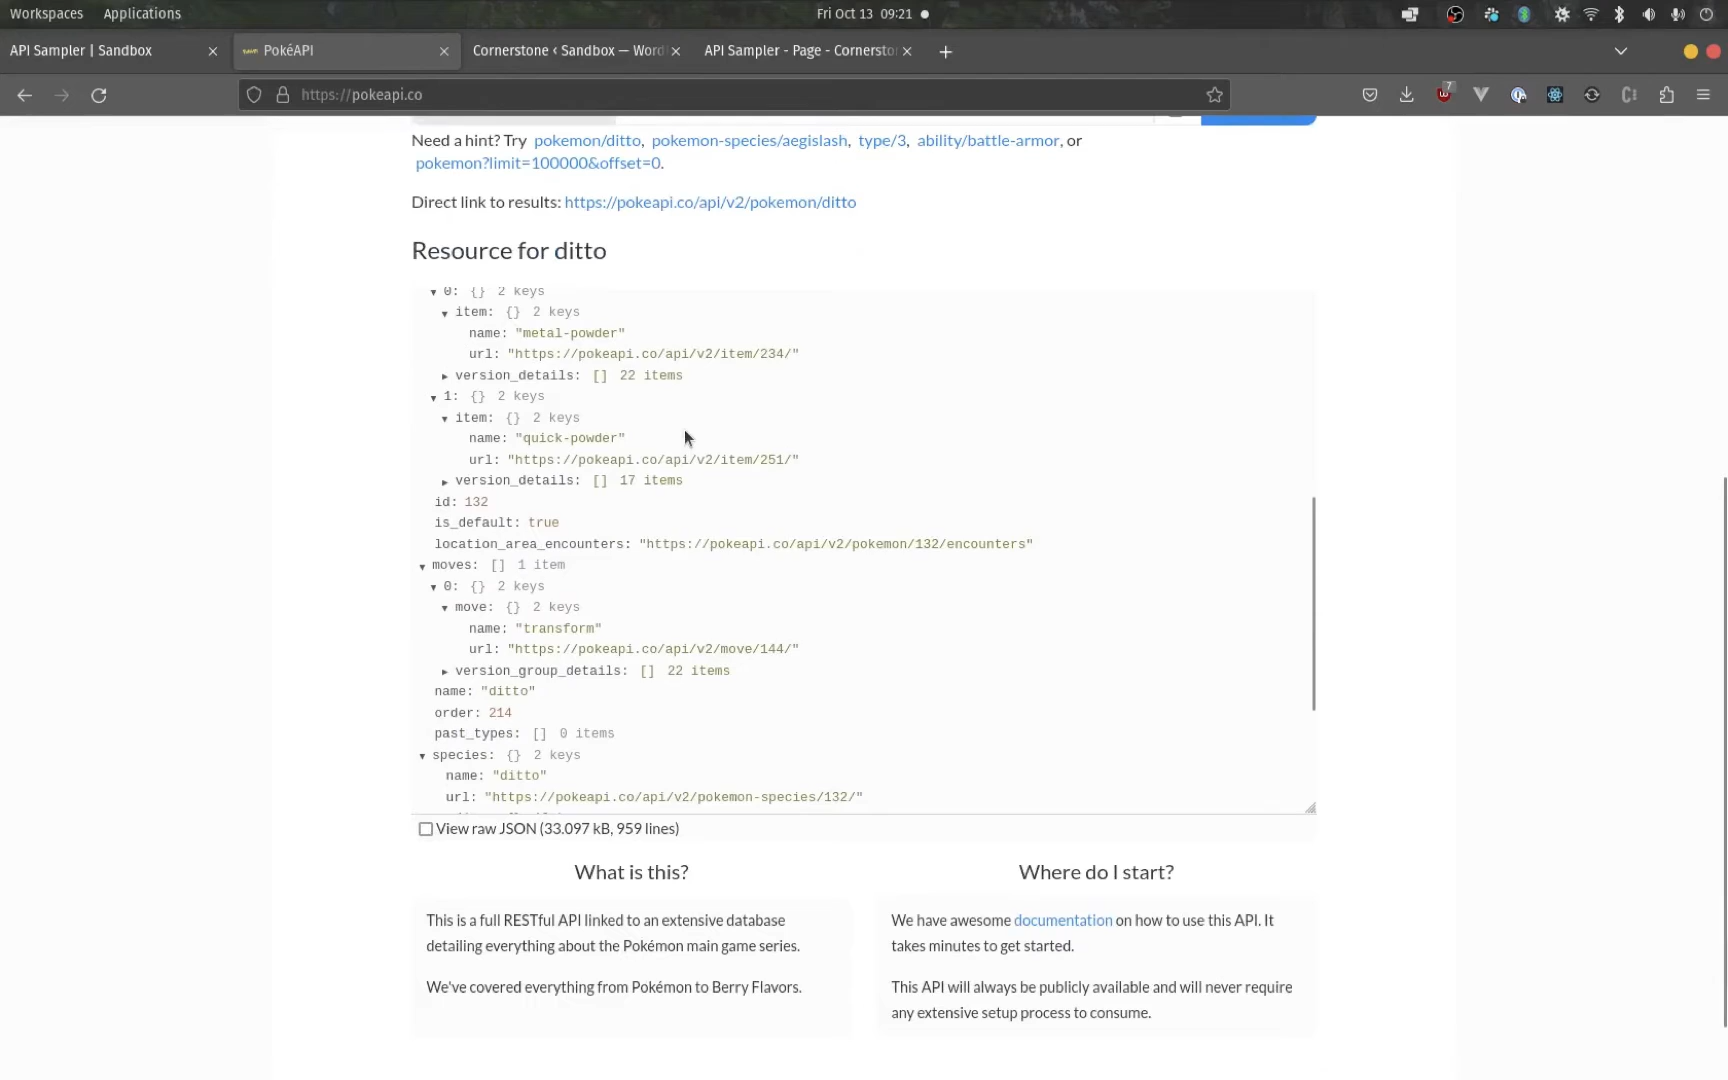 Workspaces Applications Fri Oct 13 09:21
API Sampler | Sandbox PokéAPI Cornerstone ‹ Sandbox — Word API Sampler - Page - Cornersto
https://pokeapi.co 7
Need a hint? Try pokemon/ditto, pokemon-species/aegislash, type/3, ability/battle-armor, or
pokemon?limit=100000&offset=0.
Direct link to results: https://pokeapi.co/api/v2/pokemon/ditto
Resource for ditto
0: {} 2 keys
item: {} 2 keys
name: "metal-powder"
url: "https://pokeapi.co/api/v2/item/234/"
version_details: [] 22 items
1: {} 2 keys
item: {} 2 keys
name: "quick-powder"
url: "https://pokeapi.co/api/v2/item/251/"
version_details: [] 17 items
id: 132
is_default: true
location_area_encounters: "https://pokeapi.co/api/v2/pokemon/132/encounters"
moves: [] 1 item
0: {} 2 keys
move: {} 2 keys
name: "transform"
url: "https://pokeapi.co/api/v2/move/144/"
version_group_details: [] 22 items
name: "ditto"
order: 214
past_types: [] 0 items
species: {} 2 keys
name: "ditto"
url: "https://pokeapi.co/api/v2/pokemon-species/132/"
View raw JSON (33.097 kB, 959 lines)
What is this?
This is a full RESTful API linked to an extensive database
detailing everything about the Pokémon main game series.
We've covered everything from Pokémon to Berry Flavors.
Where do I start?
We have awesome documentation on how to use this API. It
takes minutes to get started.
This API will always be publicly available and will never require
any extensive setup process to consume.